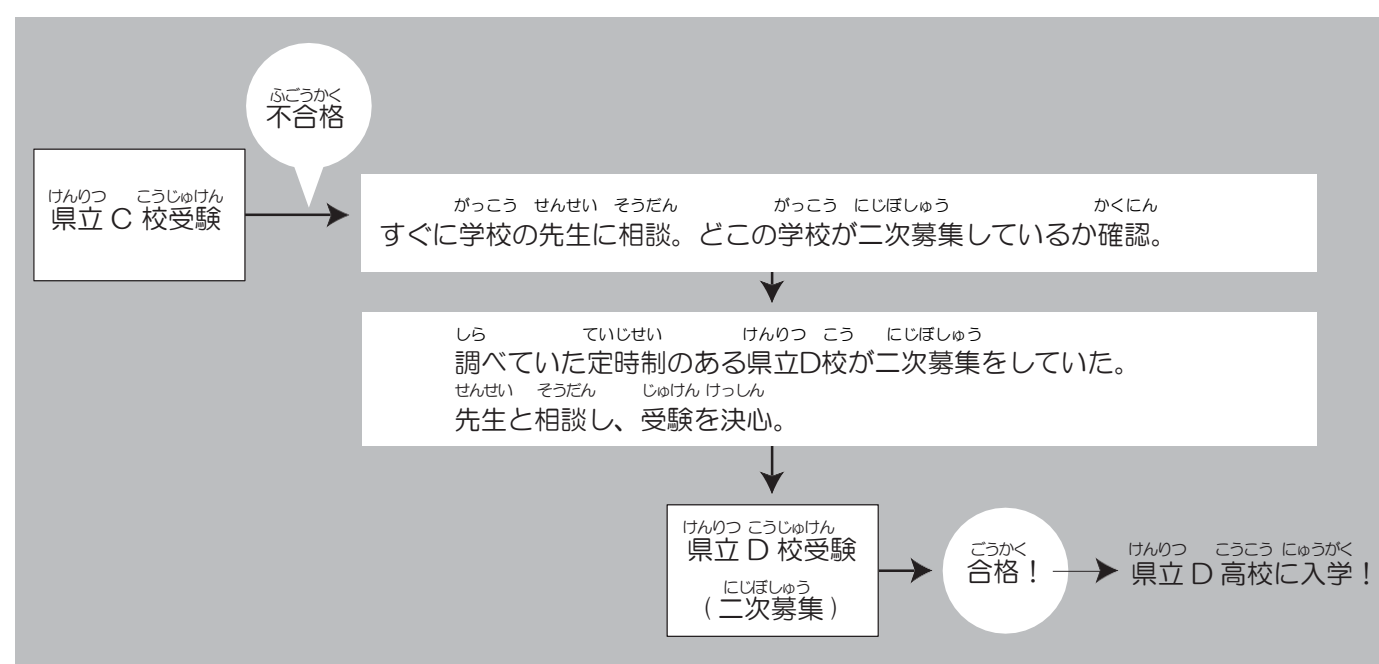 ふごうかく
不合格
けんりつ こうじゅけん
県立 C 校受験
がっこう せんせい そうだん がっこう にじぼしゅう かくにん
すぐに学校の先生に相談。どこの学校が二次募集しているか確認。
しら ていじせい けんりつ こう にじぼしゅう
調べていた定時制のある県立D校が二次募集をしていた。
せんせい そうだん じゅけん けっしん
先生と相談し、受験を決心。
けんりつ こうじゅけん
県立 D 校受験
にじぼしゅう
(二次募集)
ごうかく
合格!
けんりつ こうこう にゅうがく
県立 D 高校に入学!